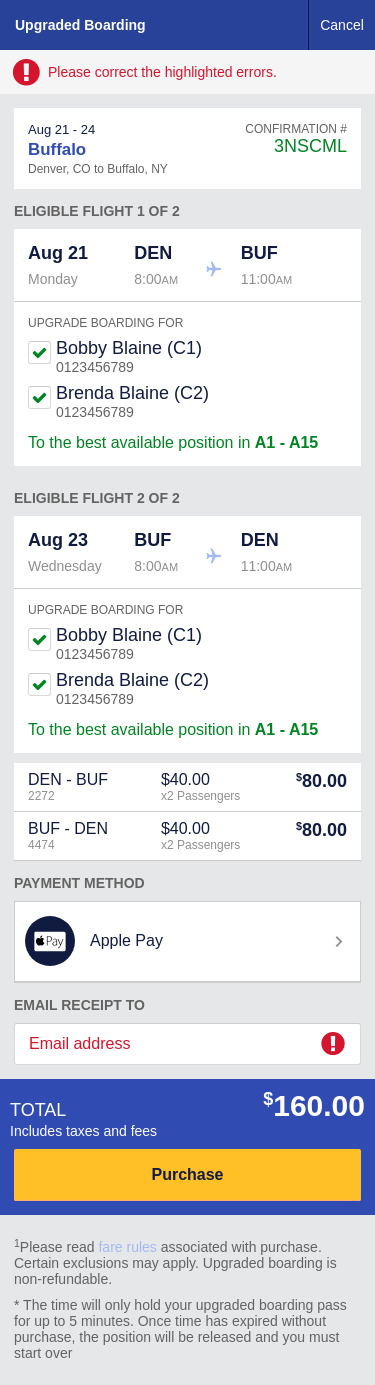 Upgraded Boarding
Cancel
Please correct the highlighted errors.
Aug 21 - 24
CONFIRMATION #
Buffalo
3NSCML
Denver, CO to Buffalo, NY
ELIGIBLE FLIGHT 1 OF 2
Aug 21 DEN BUF
Monday 8:00AM 11:00AM
UPGRADE BOARDING FOR
Bobby Blaine (C1)
0123456789
Brenda Blaine (C2)
0123456789
To the best available position in A1 - A15
ELIGIBLE FLIGHT 2 OF 2
Aug 23 BUF DEN
Wednesday 8:00AM 11:00AM
UPGRADE BOARDING FOR
Bobby Blaine (C1)
0123456789
Brenda Blaine (C2)
0123456789
To the best available position in A1 - A15
DEN - BUF $40.00 $80.00
2272 x2 Passengers
BUF - DEN $40.00 $80.00
4474 x2 Passengers
PAYMENT METHOD
Pay
Apple Pay
EMAIL RECEIPT TO
Email address
TOTAL $160.00
Includes taxes and fees
Purchase
1Please read fare rules associated with purchase.
Certain exclusions may apply. Upgraded boarding is
non-refundable.
* The time will only hold your upgraded boarding pass
for up to 5 minutes. Once time has expired without
purchase, the position will be released and you must
start over